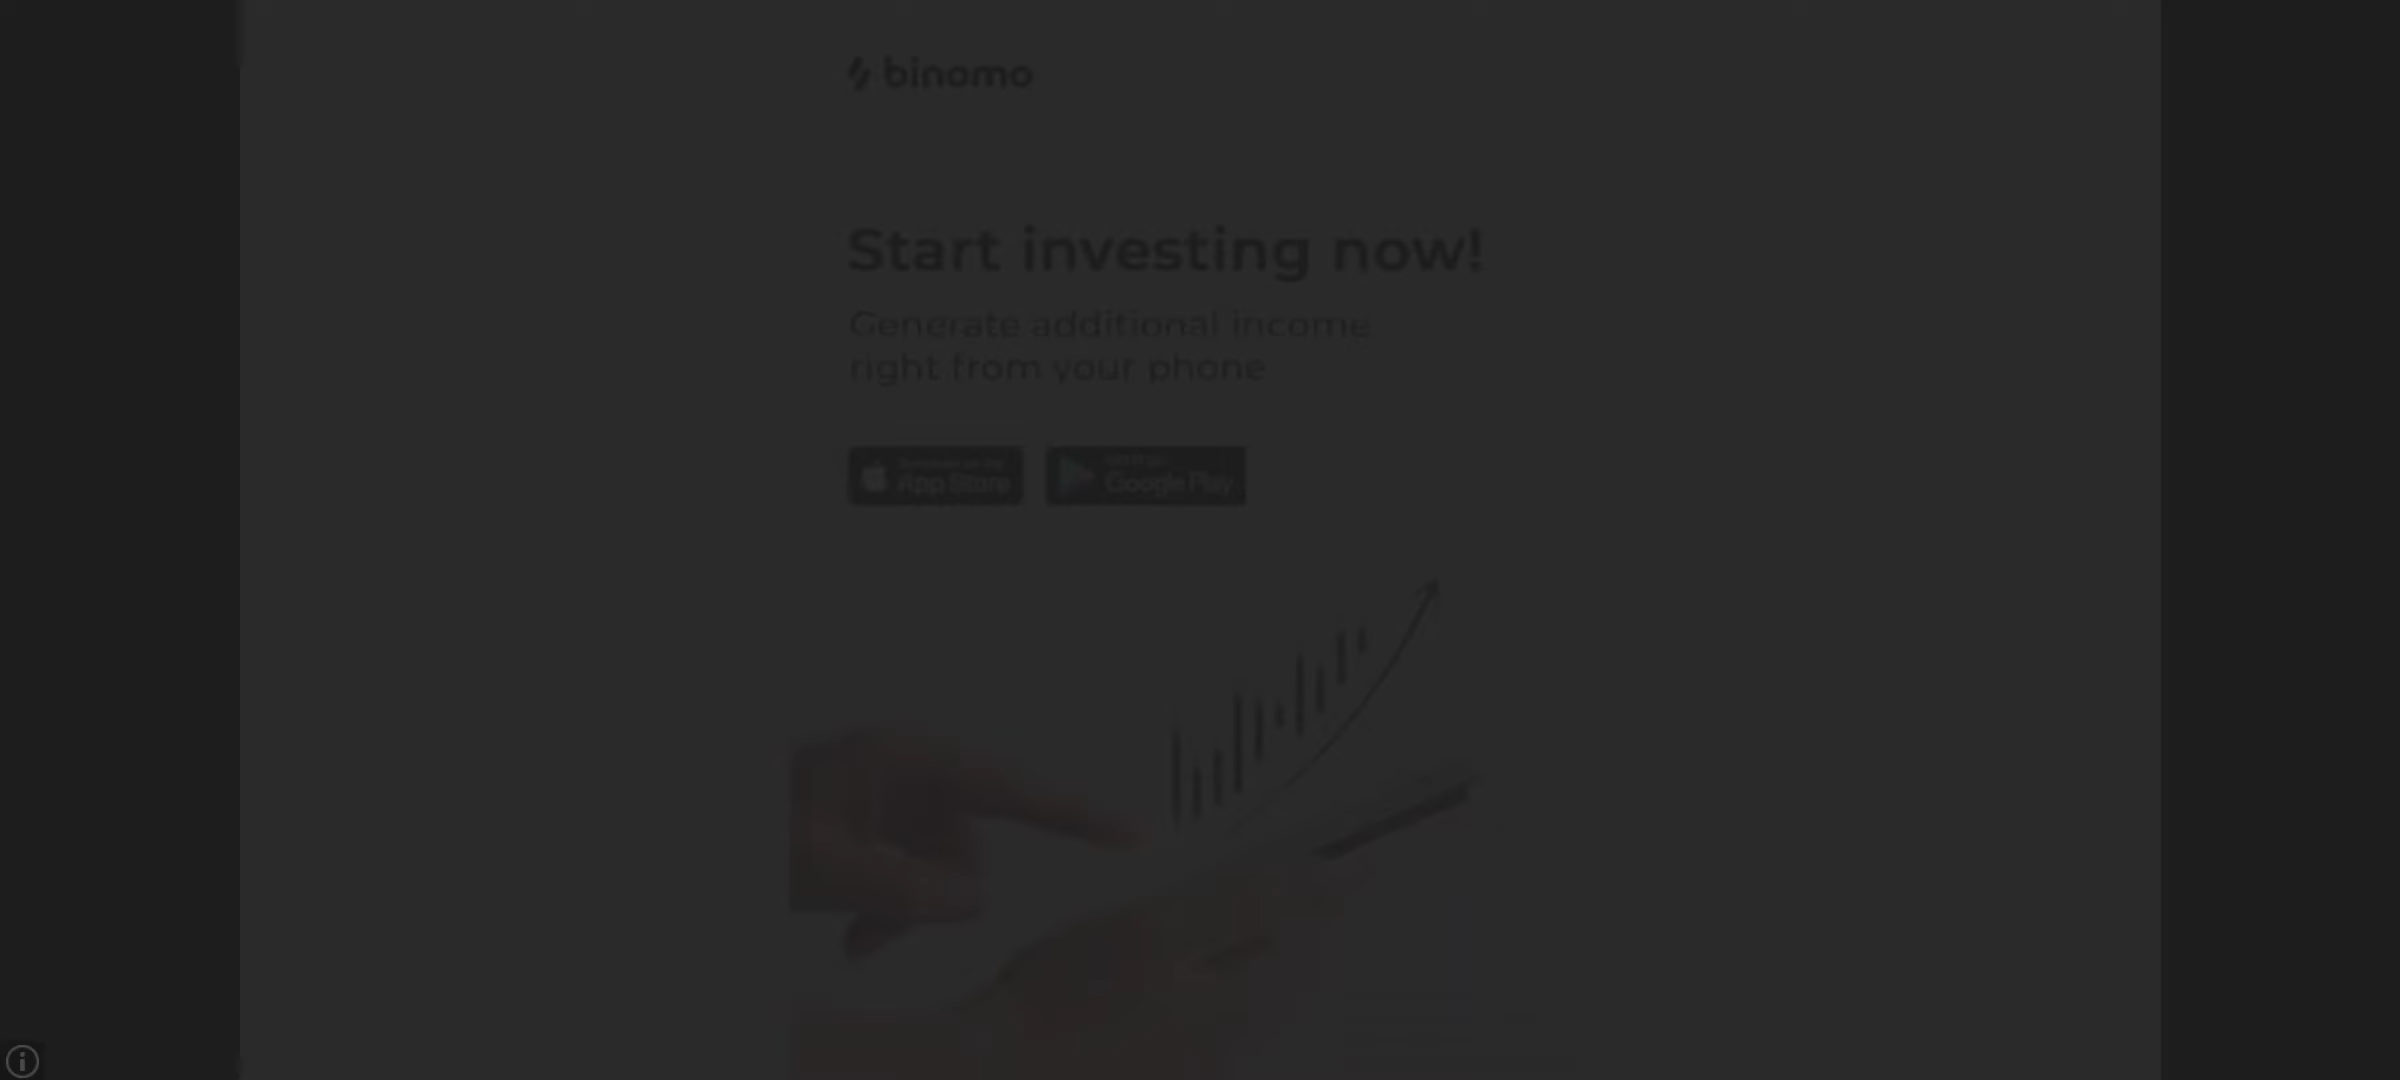 binomo
Start investing now!
Generate additional income
right from your phone
App Store
Google Play